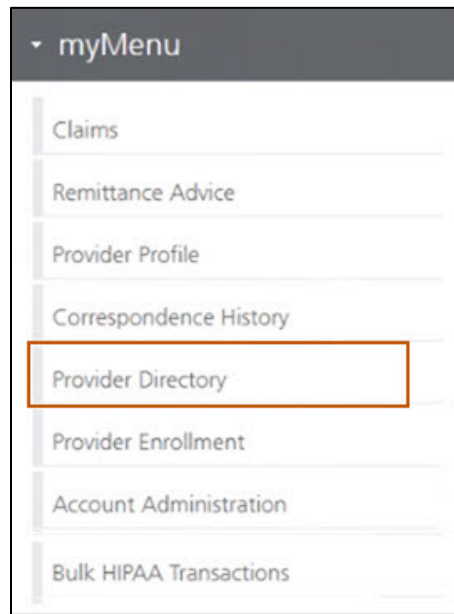 myMenu
Claims
Remittance Advice
Provider Profile
Correspondence History
Provider Directory
Provider Enrollment
Account Administration
Bulk HIPAA Transactions